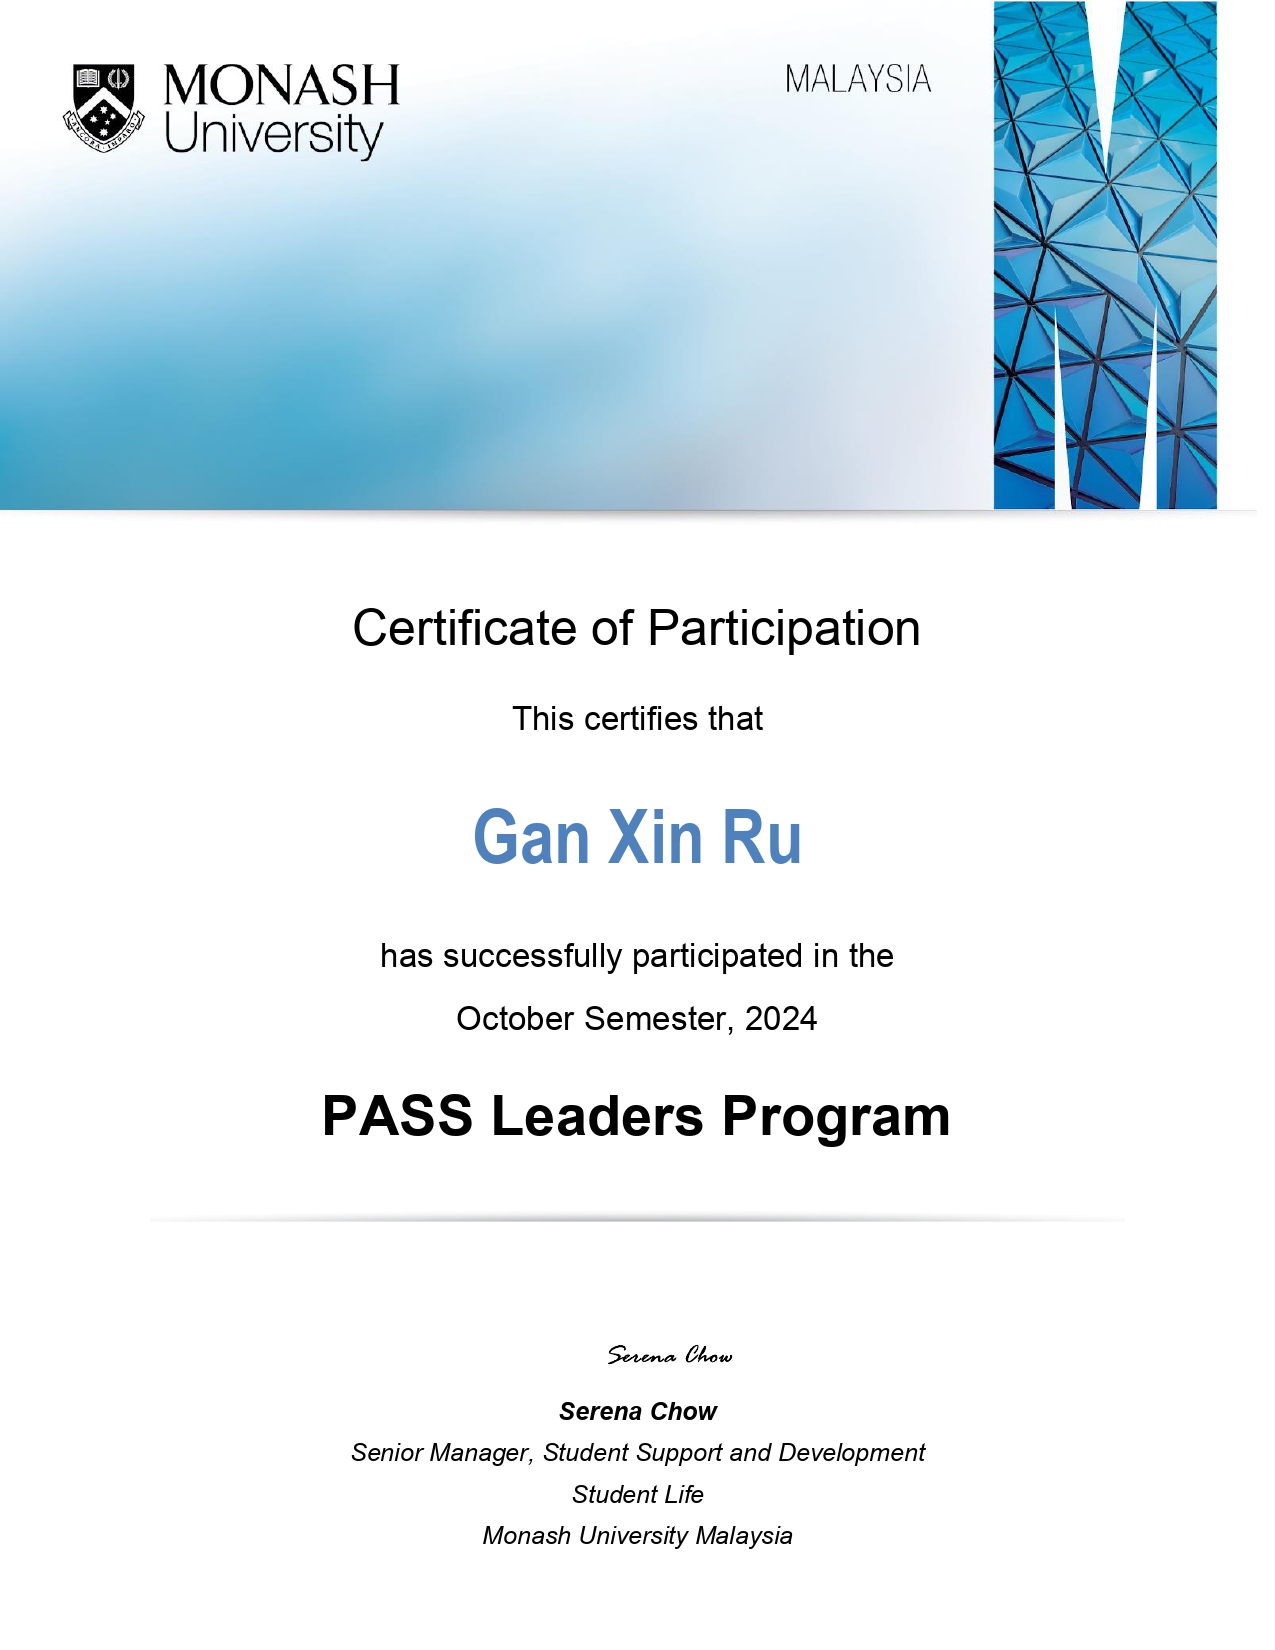 MONASH
University
MALAYSIA
ANCORA IMPARO
Certificate of Participation
This certifies that
Gan Xin Ru
has successfully participated in the
October Semester, 2024
PASS Leaders Program
Serena Chow
Serena Chow
Senior Manager, Student Support and Development
Student Life
Monash University Malaysia